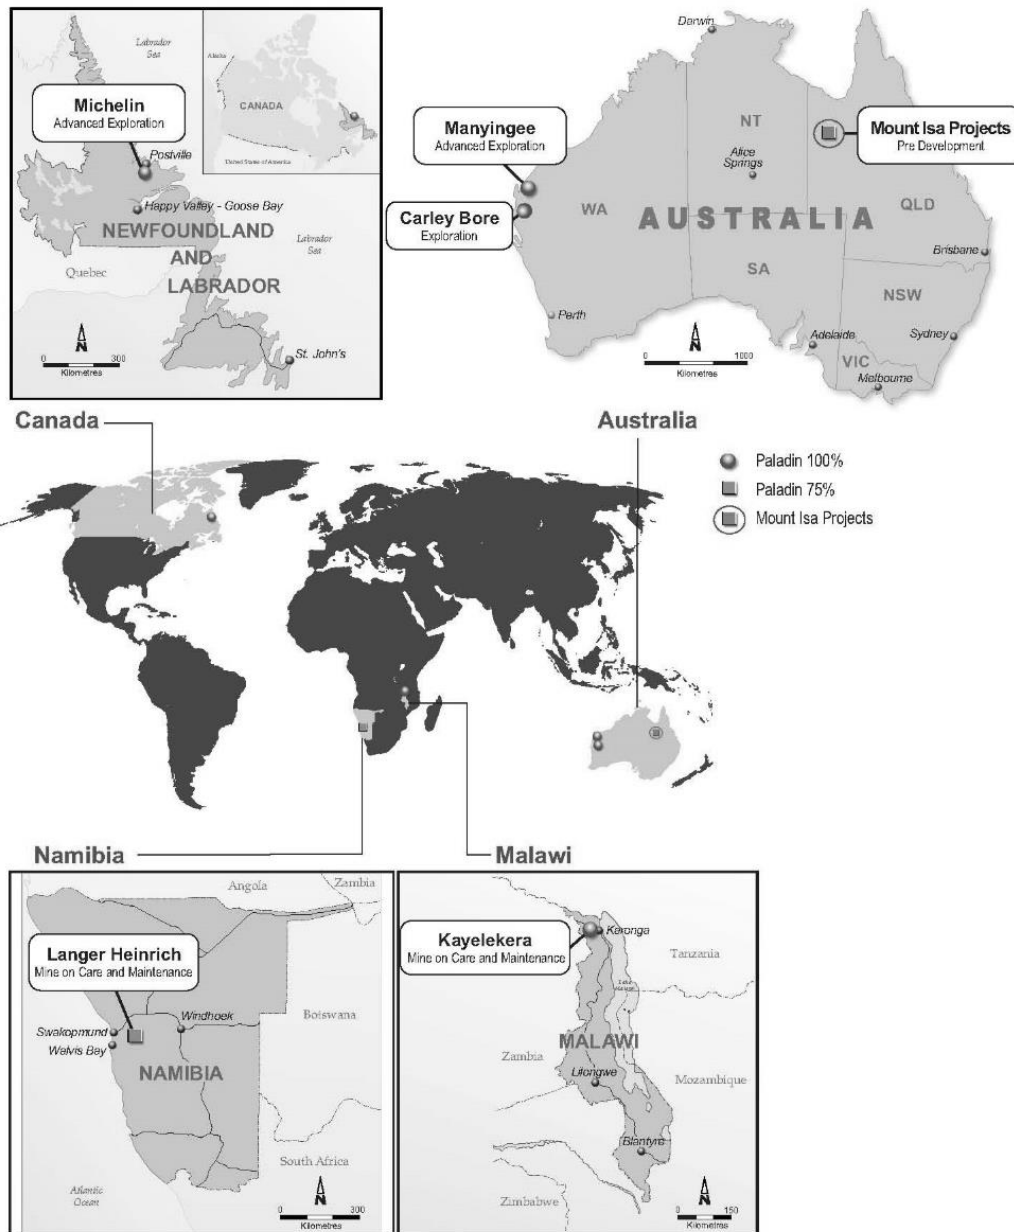 Labrador
Sea
Alaska
CANADA
United States of America
Michelin
Advanced Exploration
Postville
Happy Valley - Goose Bay
NEWFOUNDLAND
AND
LABRADOR
Labrador
Sea
Quebec
N
0 300
Kilometres
St. John's
Darwin
NT
Mount Isa Projects
Pre Development
Manyingee
Advanced Exploration
Alice
Springs
Carley Bore
Exploration
WA
AUSTRALIA
QLD
Brisbane
SA
NSW
Perth
N
Adelaide
Sydney
0 1000
Kilometres
VIC
Melbourne
Canada
Australia
Paladin 100%
Paladin 75%
Mount Isa Projects
Namibia
Malawi
Angola
Zambia
Langer Heinrich
Mine on Care and Maintenance
Boiswana
Windhoek
Swakopmund
Walvis Bay
NAMIBIA
South Africa
Atlantic
Ocean
N
0 300
Kilometres
Kayelekera
Mine on Care and Maintenance
Karonga
Tanzania
MALAWI
Zambia
Mozambique
Lilongwe
Blantyre
Zimbabwe
N
0 150
Kilometres